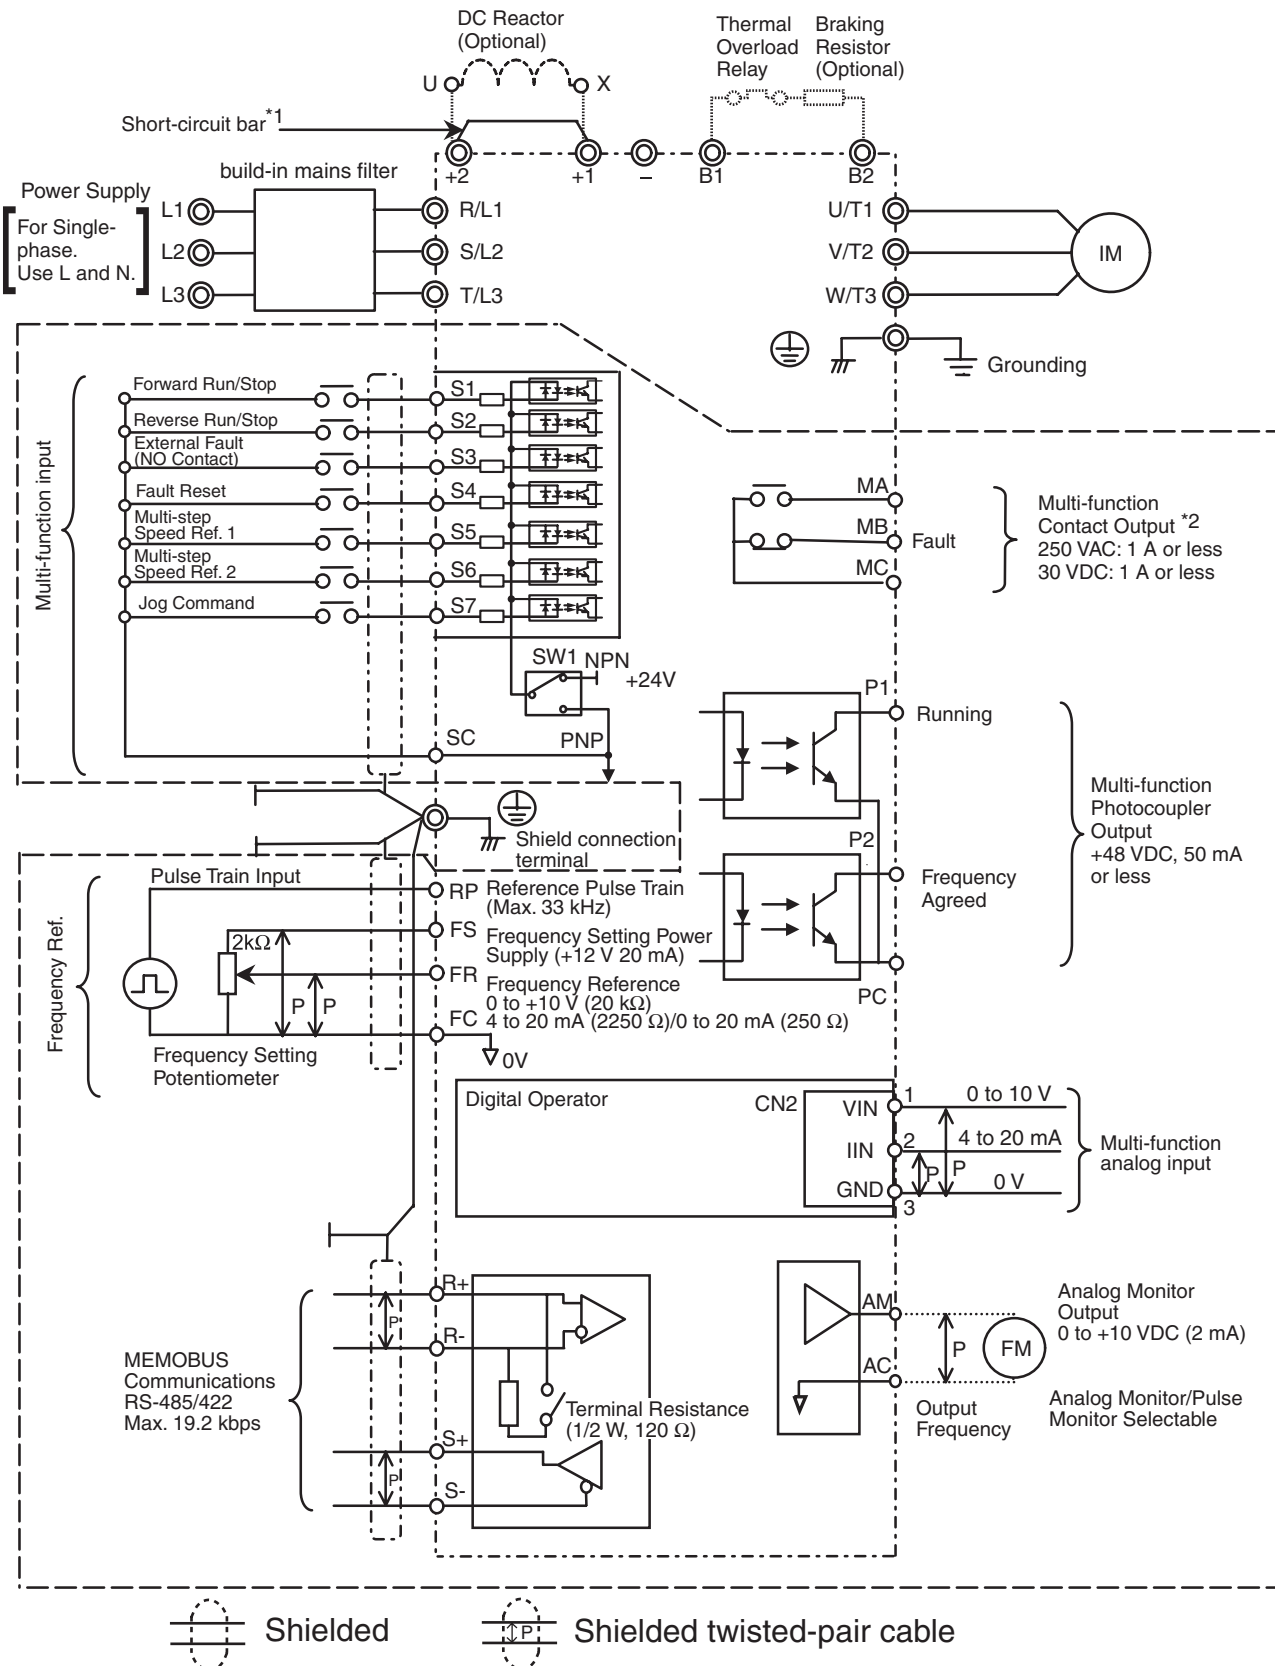 DC Reactor
(Optional)
Thermal
Overload
Relay
Braking
Resistor
(Optional)
U
X
Short-circuit bar*1
+2
+1
–
B1
B2
build-in mains filter
Power Supply
For Single-
phase.
Use L and N.
L1
L2
L3
R/L1
S/L2
T/L3
U/T1
V/T2
W/T3
IM
Grounding
Multi-function input
Forward Run/Stop
S1
Reverse Run/Stop
S2
External Fault
(NO Contact)
S3
Fault Reset
S4
Multi-step
Speed Ref. 1
S5
Multi-step
Speed Ref. 2
S6
Jog Command
S7
SW1
NPN
+24V
PNP
SC
MA
MB
MC
Fault
Multi-function
Contact Output *2
250 VAC: 1 A or less
30 VDC: 1 A or less
P1
Running
P2
Frequency
Agreed
PC
Multi-function
Photocoupler
Output
+48 VDC, 50 mA
or less
Shield connection
terminal
Frequency Ref.
Pulse Train Input
2kΩ
P
P
Frequency Setting
Potentiometer
RP
Reference Pulse Train
(Max. 33 kHz)
FS
Frequency Setting Power
Supply (+12 V 20 mA)
FR
Frequency Reference
0 to +10 V (20 kΩ)
FC
4 to 20 mA (2250 Ω)/0 to 20 mA (250 Ω)
0V
Digital Operator
CN2
VIN
IIN
GND
1
2
3
0 to 10 V
4 to 20 mA
0 V
P
P
Multi-function
analog input
MEMOBUS
Communications
RS-485/422
Max. 19.2 kbps
R+
R-
S+
S-
P
P
Terminal Resistance
(1/2 W, 120 Ω)
AM
AC
P
FM
Output
Frequency
Analog Monitor
Output
0 to +10 VDC (2 mA)
Analog Monitor/Pulse
Monitor Selectable
Shielded
P
Shielded twisted-pair cable